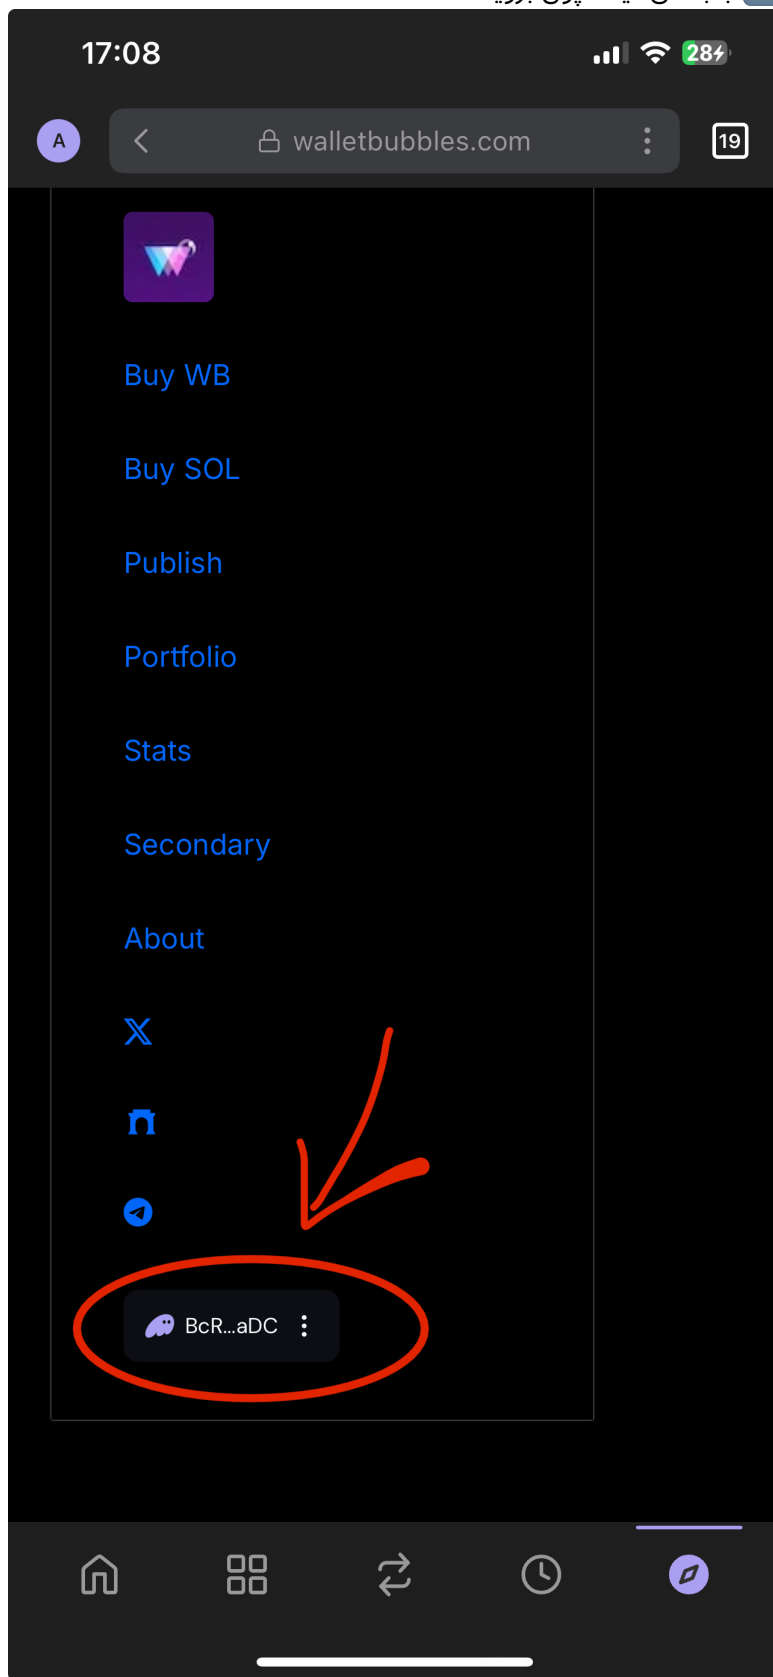 17:08
28
A
walletbubbles.com
19
Buy WB
Buy SOL
Publish
Portfolio
Stats
Secondary
About
BcR...aDC